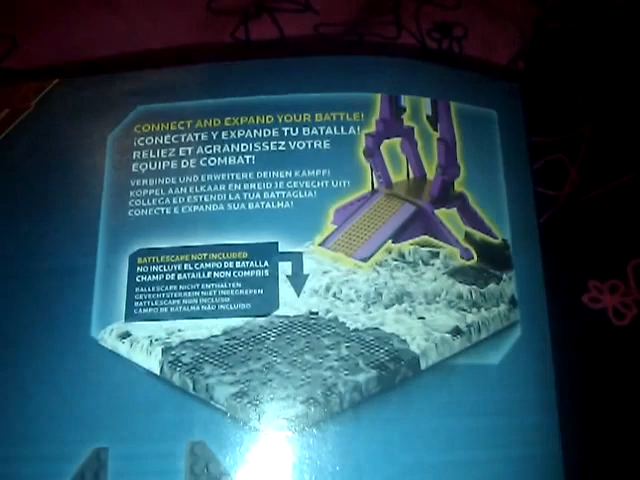 CONNECT AND EXPAND YOUR BATTLE!
¡CONÉCTATE Y EXPANDE TU BATALLA!
RELIEZ ET AGRANDISSEZ VOTRE
ÉQUIPE DE COMBAT!
VERBINDE UND ERWEITERE DEINEN KAMPF!
KOPPEL AAN ELKAAR EN BREID JE GEVECHT UIT!
COLLEGA ED ESTENDI LA TUA BATTAGLIA!
CONECTE E EXPANDA SUA BATALHA!
BATTLESCAPE NOT INCLUDED
NO INCLUYE EL CAMPO DE BATALLA
CHAMP DE BATAILLE NON COMPRIS
BALLESCAPE NICHT ENTHALTEN
GEVECHTSTERREIN NIET INBEGREPEN
BATTLESCAPE NON INCLUSO
CAMPO DE BATALHA NÃO INCLUÍDO